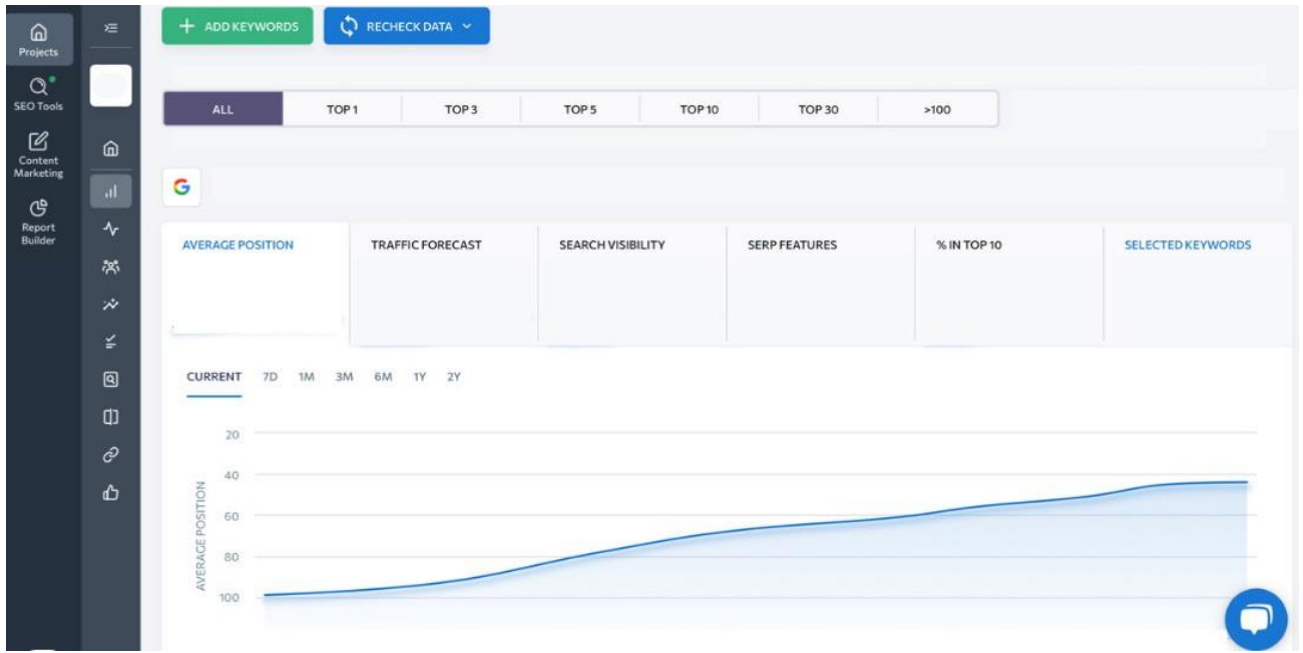 Projects
SEO Tools
Content
Marketing
Report
Builder
+ ADD KEYWORDS
RECHECK DATA
ALL TOP 1 TOP 3 TOP 5 TOP 10 TOP 30 >100
G
AVERAGE POSITION TRAFFIC FORECAST SEARCH VISIBILITY SERP FEATURES % IN TOP 10 SELECTED KEYWORDS
CURRENT 7D 1M 3M 6M 1Y 2Y
AVERAGE POSITION
20
40
60
80
100